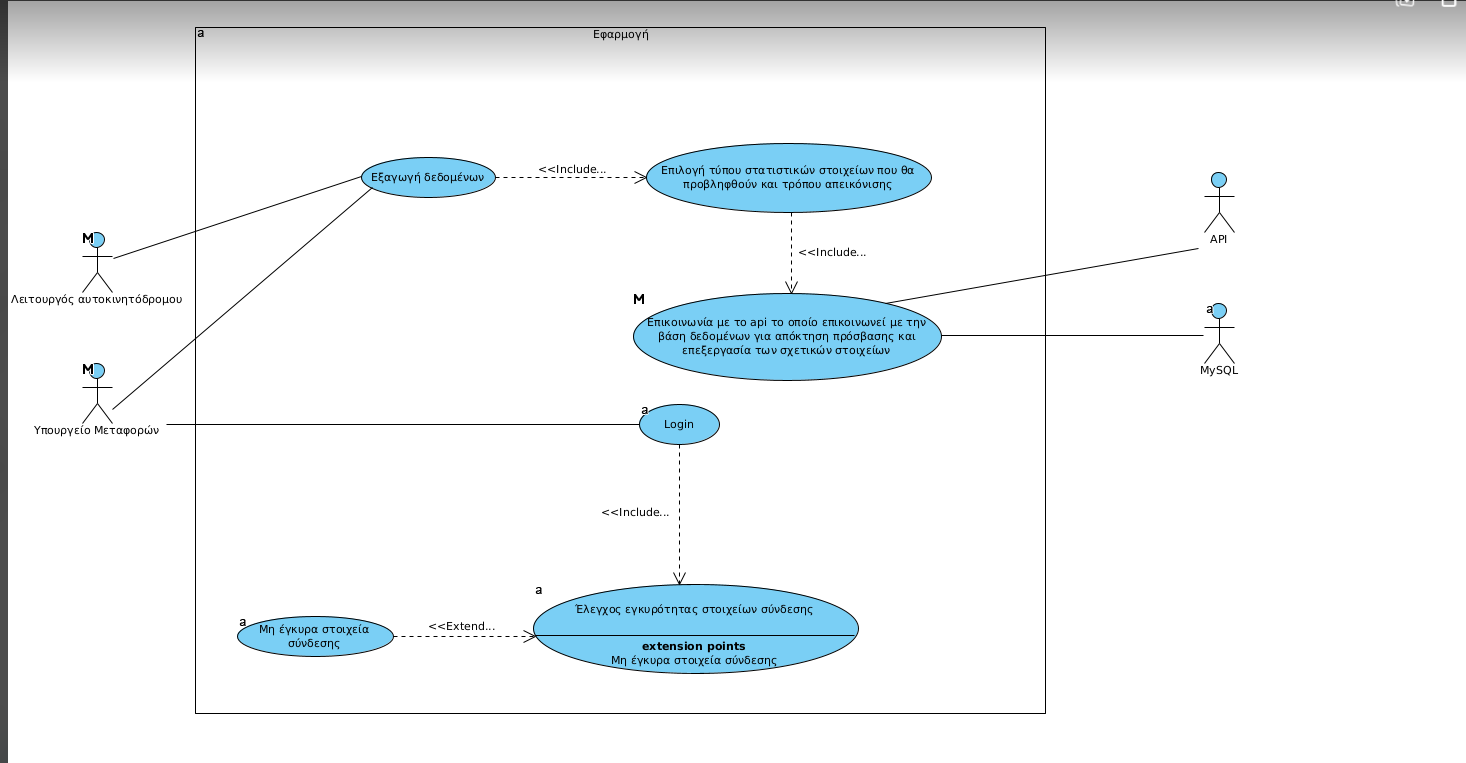 a
Εφαρμογή
Εξαγωγή δεδομένων
<<Include...
Επιλογή τύπου στατιστικών στοιχείων που θα
προβληφθούν και τρόπου απεικόνισης
M
Λειτουργός αυτοκινητόδρομου
<<Include...
API
M
Επικοινωνία με το api το οποίο επικοινωνεί με την
βάση δεδομένων για απόκτηση πρόσβασης και
επεξεργασία των σχετικών στοιχείων
a
MySQL
M
Υπουργείο Μεταφορών
a
Login
<<Include...
a
Έλεγχος εγκυρότητας στοιχείων σύνδεσης
extension points
Μη έγκυρα στοιχεία σύνδεσης
a
Μη έγκυρα στοιχεία
σύνδεσης
<<Extend...